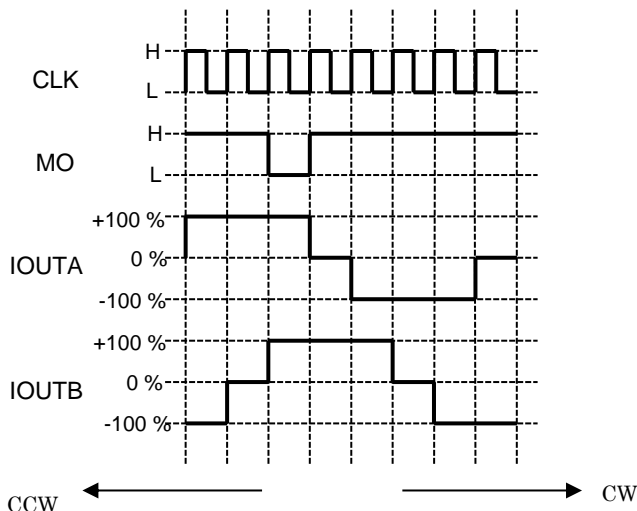 H
CLK
L
H
MO
L
+100 %
IOUTA
0 %
-100 %
+100 %
IOUTB
0 %
-100 %
CCW
CW